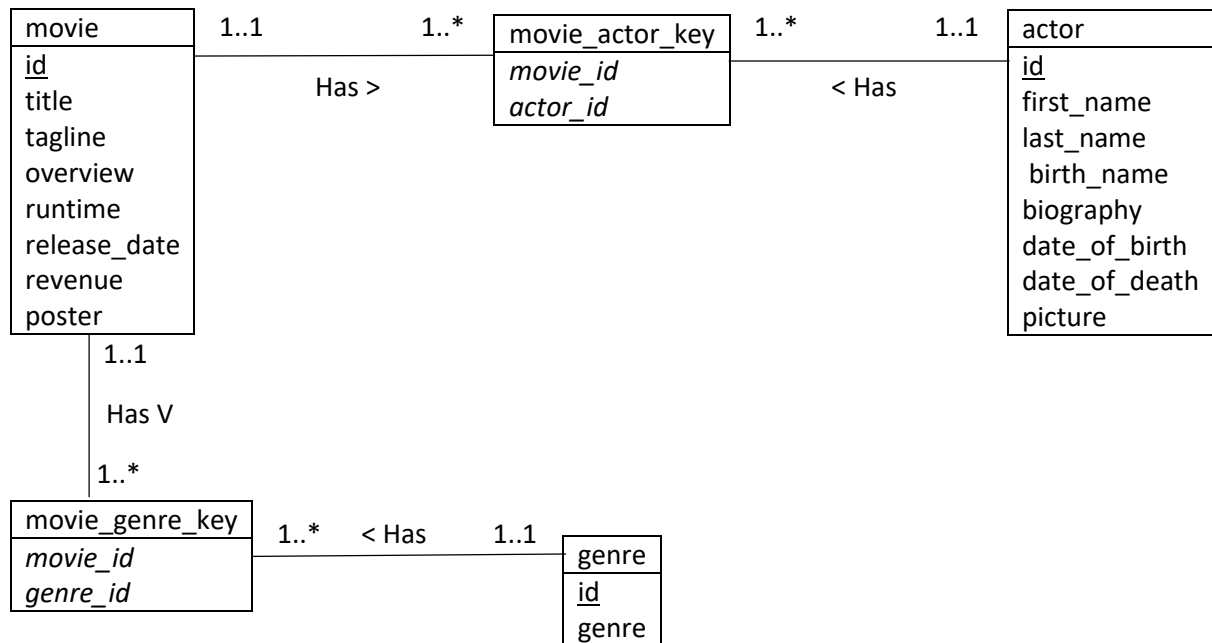 movie
id
title
tagline
overview
runtime
release_date
revenue
poster
1..1
1..*
Has >
movie_actor_key
movie_id
actor_id
1..*
1..1
< Has
actor
id
first_name
last_name
birth_name
biography
date_of_birth
date_of_death
picture
1..1
Has V
1..*
movie_genre_key
movie_id
genre_id
1..*
< Has
1..1
genre
id
genre